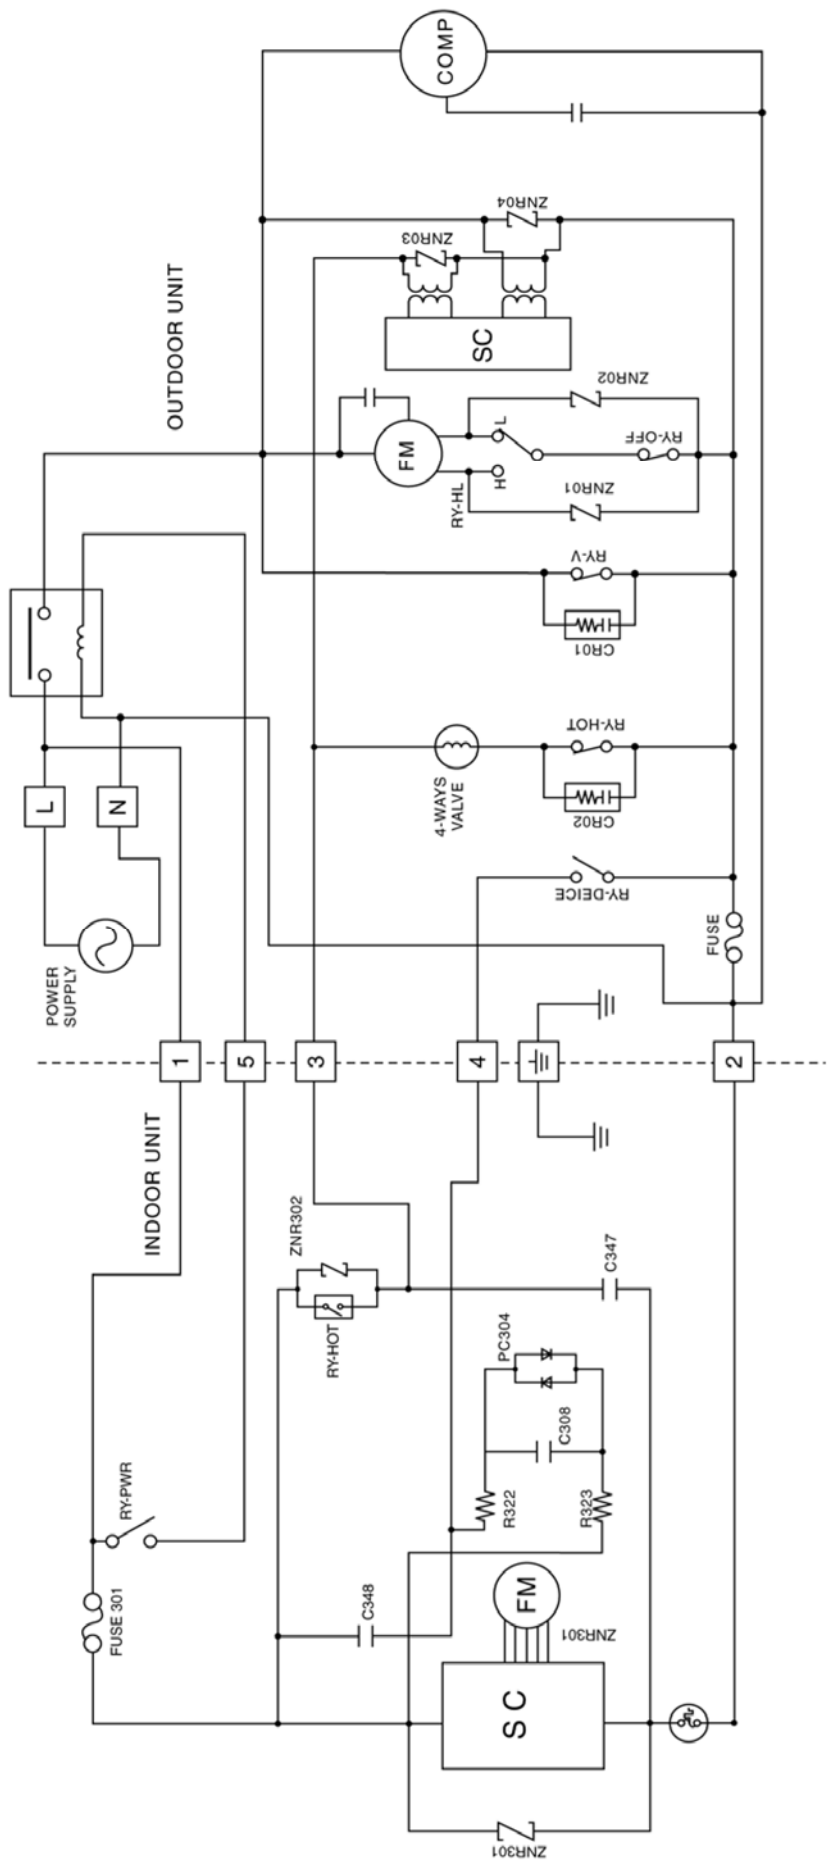 COMP
ZNR04
ZNR03
OUTDOOR UNIT
SC
ZNR02
FM
L
RY-OFF
H
RY-HL
ZNR01
RY-V
CR01
RY-HOT
4-WAYS
VALVE
CR02
L
N
RY-DEICE
FUSE
POWER
SUPPLY
1
5
3
4
2
INDOOR UNIT
ZNR302
C347
RY-HOT
PC304
C308
RY-PWR
R322
R323
FUSE 301
C348
FM
ZNR301
SC
ZNR301